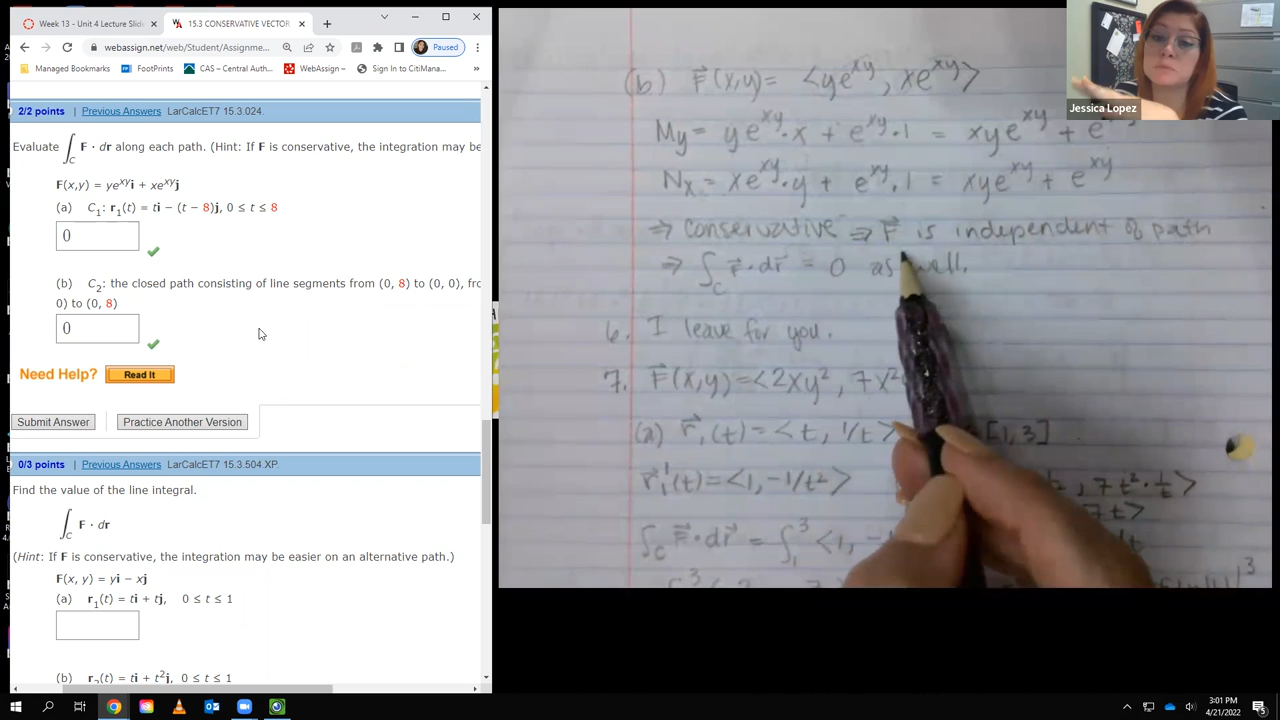 Week 13 - Unit 4 Lecture Slid
15.3 CONSERVATIVE VECTOR
webassign.net/web/Student/Assignme...
Paused
Managed Bookmarks
FootPrints
CAS – Central Auth...
WebAssign –
Sign In to CitiMana...
2/2 points | Previous Answers LarCalcET7 15.3.024.
Evaluate ∫C F · dr along each path. (Hint: If F is conservative, the integration may be
F(x,y) = ye^xy i + xe^xy j
(a) C₁: r₁(t) = ti − (t − 8)j, 0 ≤ t ≤ 8
0
(b) C₂: the closed path consisting of line segments from (0, 8) to (0, 0), fro
0) to (0, 8)
0
Need Help? Read It
Submit Answer
Practice Another Version
0/3 points | Previous Answers LarCalcET7 15.3.504.XP.
Find the value of the line integral.
∫C F · dr
(Hint: If F is conservative, the integration may be easier on an alternative path.)
F(x, y) = yi − xj
(a) r₁(t) = ti + tj, 0 ≤ t ≤ 1
(b) r₂(t) = ti + t²j, 0 ≤ t ≤ 1
(b) F(x,y) = <ye^xy, xe^xy>
My = ye^xy · x + e^xy · 1 = xye^xy + e
Nx = xe^xy · y + e^xy · 1 = xye^xy + e^xy
⇒ Conservative ⇒ F is independent of path
⇒ ∫C F · dr = 0 as well.
6. I leave for you.
7. F(x,y) = <2xy², 7x²
(a) r₁(t) = <t, 1/t> [1, 3]
r₁'(t) = <1, −1/t²> , 7t² · 1/t>
7t>
∫C F · dr = ∫₁³ <1, −
Jessica Lopez
3:01 PM
4/21/2022